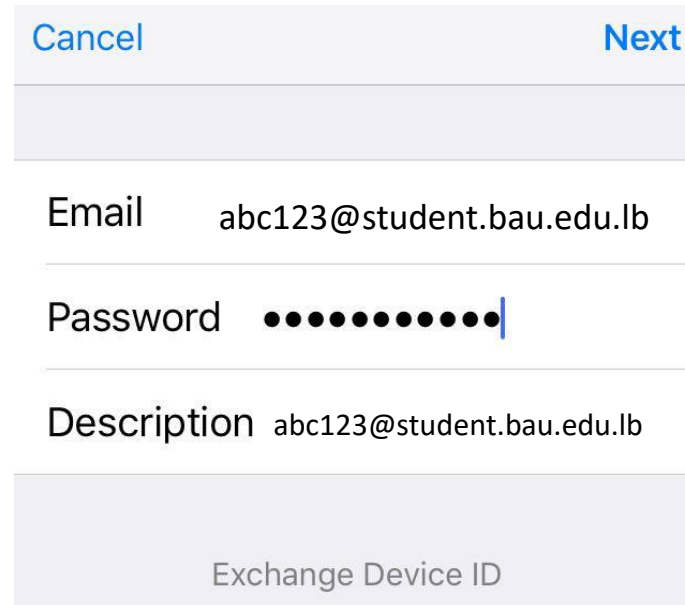 Cancel Next
Email abc123@student.bau.edu.lb
Password •••••••••••
Description abc123@student.bau.edu.lb
Exchange Device ID